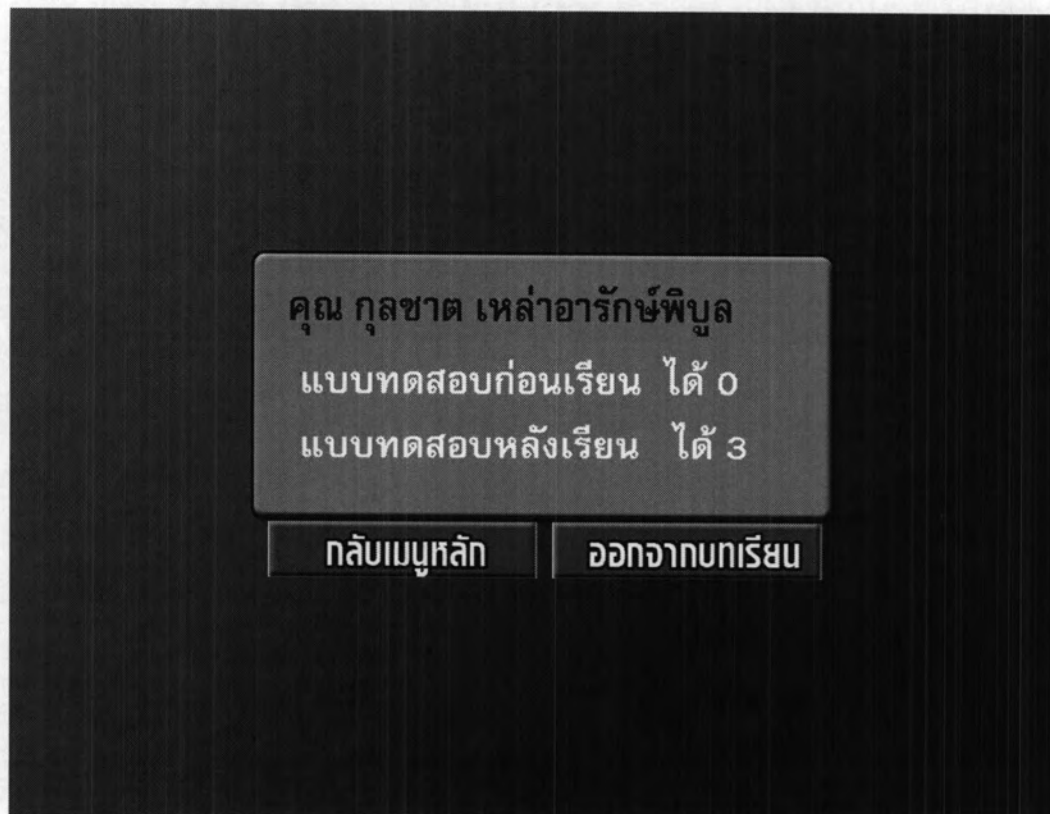 คุณ กุลชาต เหล่าอารักษ์พิบูล
แบบทดสอบก่อนเรียน ได้ 0
แบบทดสอบหลังเรียน ได้ 3
กลับเมนูหลัก ออกจากบทเรียน